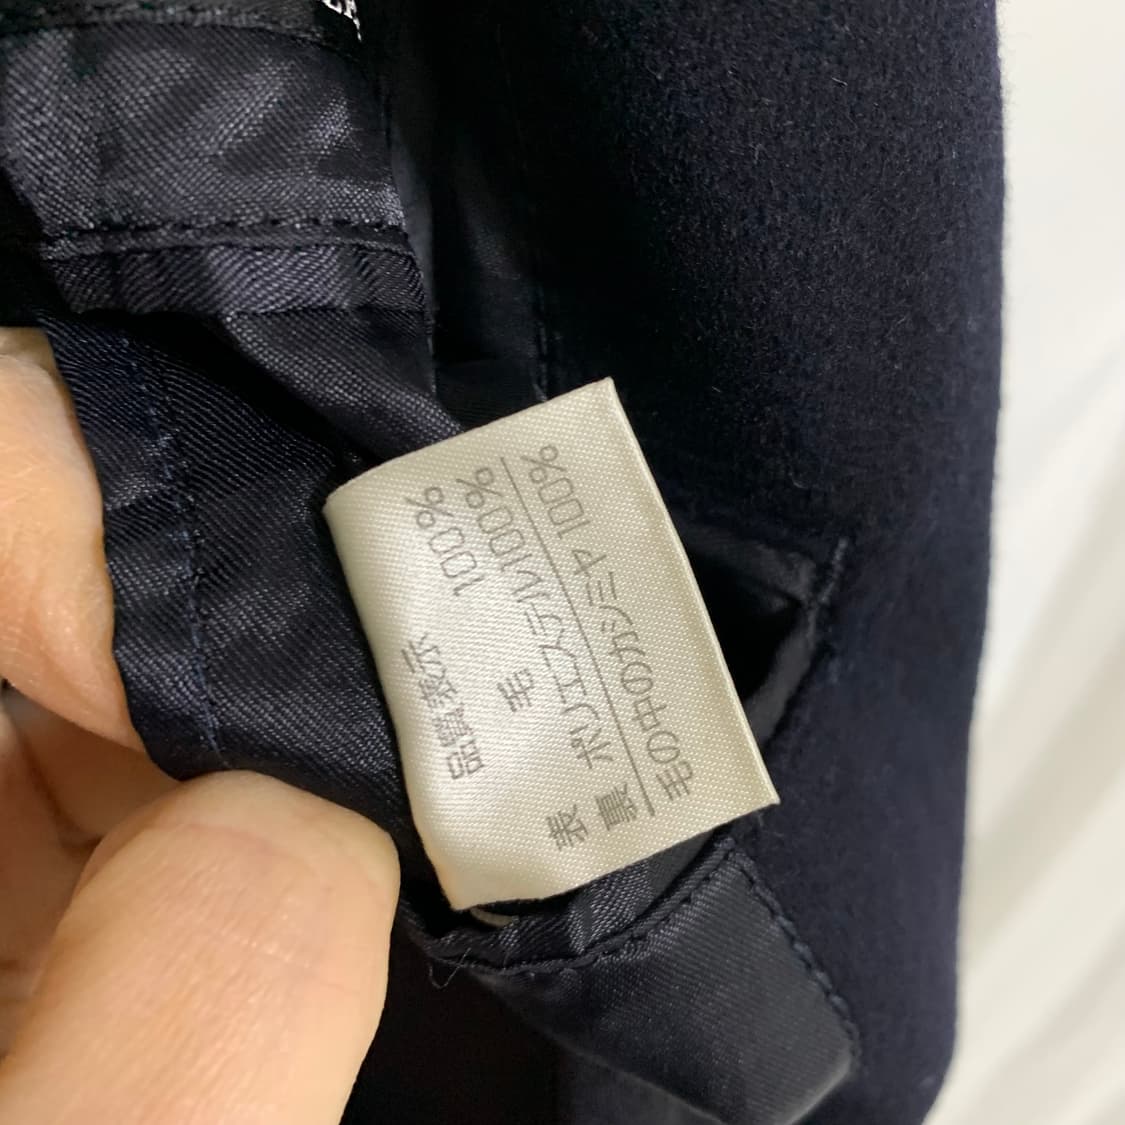 品質表示
表 毛 100%
裏 ポリエステル100%
毛の中のカシミヤ 100%